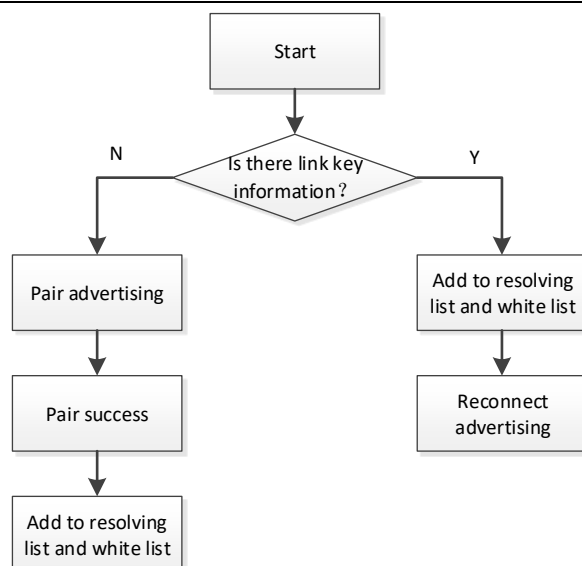 Start
Is there link key
information？
N
Y
Pair advertising
Add to resolving
list and white list
Pair success
Reconnect
advertising
Add to resolving
list and white list